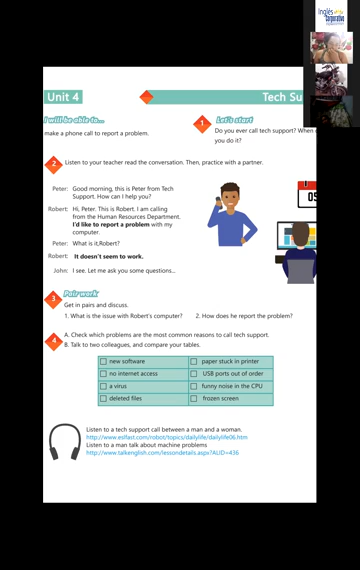 Inglés
corporativo
Unit 4
Tech Su
I will be able to...
make a phone call to report a problem.
1. Let's start
Do you ever call tech support? When
you do it?
2. Listen to your teacher read the conversation. Then, practice with a partner.
Peter: Good morning, this is Peter from Tech
Support. How can I help you?
Robert: Hi, Peter. This is Robert. I am calling
from the Human Resources Department.
I'd like to report a problem with my
computer.
Peter: What is it,Robert?
Robert: It doesn't seem to work.
John: I see. Let me ask you some questions...
05
3. Pair work
Get in pairs and discuss.
1. What is the issue with Robert's computer? 2. How does he report the problem?
4. A. Check which problems are the most common reasons to call tech support.
B. Talk to two colleagues, and compare your tables.
new software paper stuck in printer
no internet access USB ports out of order
a virus funny noise in the CPU
deleted files frozen screen
Listen to a tech support call between a man and a woman.
http://www.eslfast.com/robot/topics/dailylife/dailylife06.htm
Listen to a man talk about machine problems
http://www.talkenglish.com/lessondetails.aspx?ALID=436